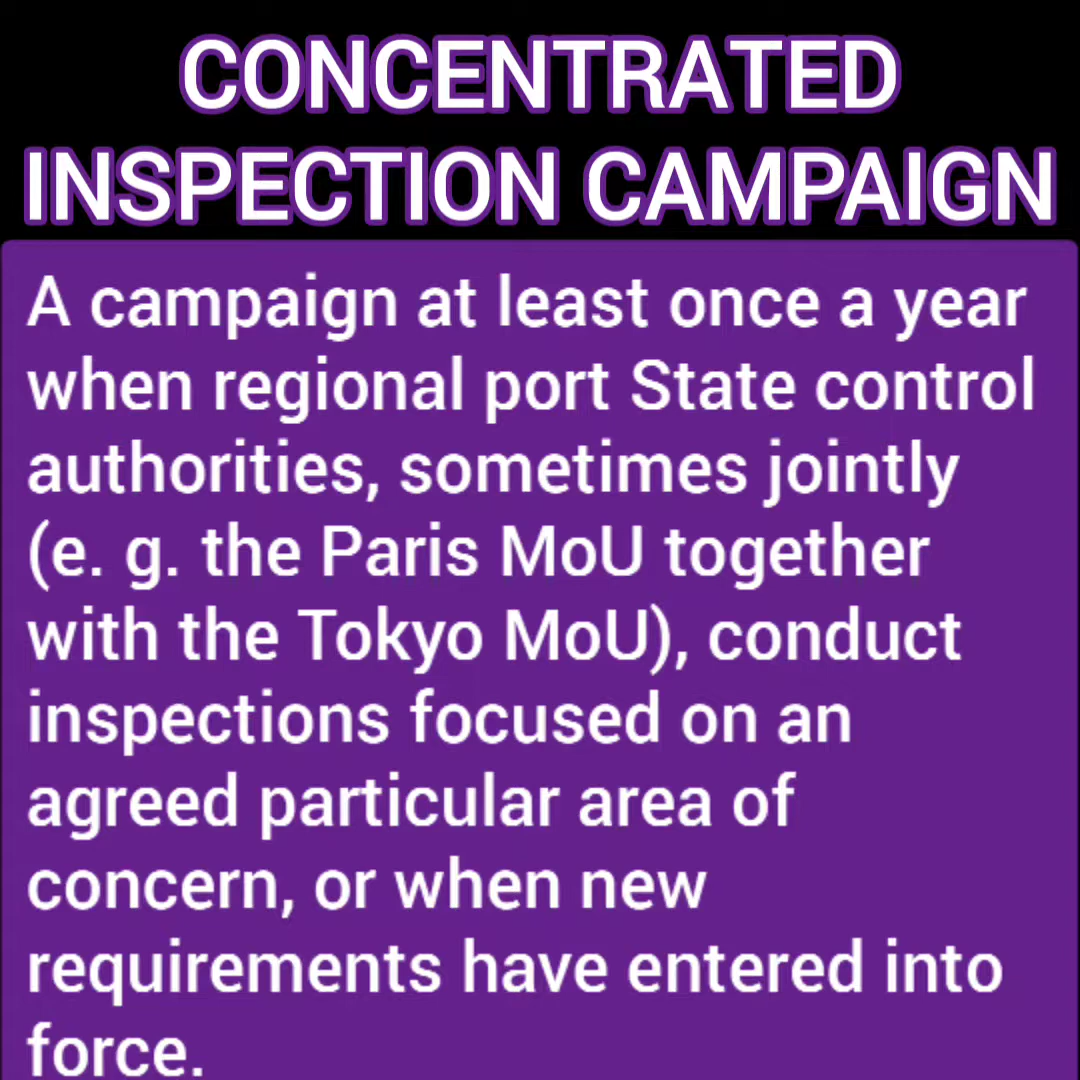 CONCENTRATED
INSPECTION CAMPAIGN
A campaign at least once a year
when regional port State control
authorities, sometimes jointly
(e. g. the Paris MoU together
with the Tokyo MoU), conduct
inspections focused on an
agreed particular area of
concern, or when new
requirements have entered into
force.